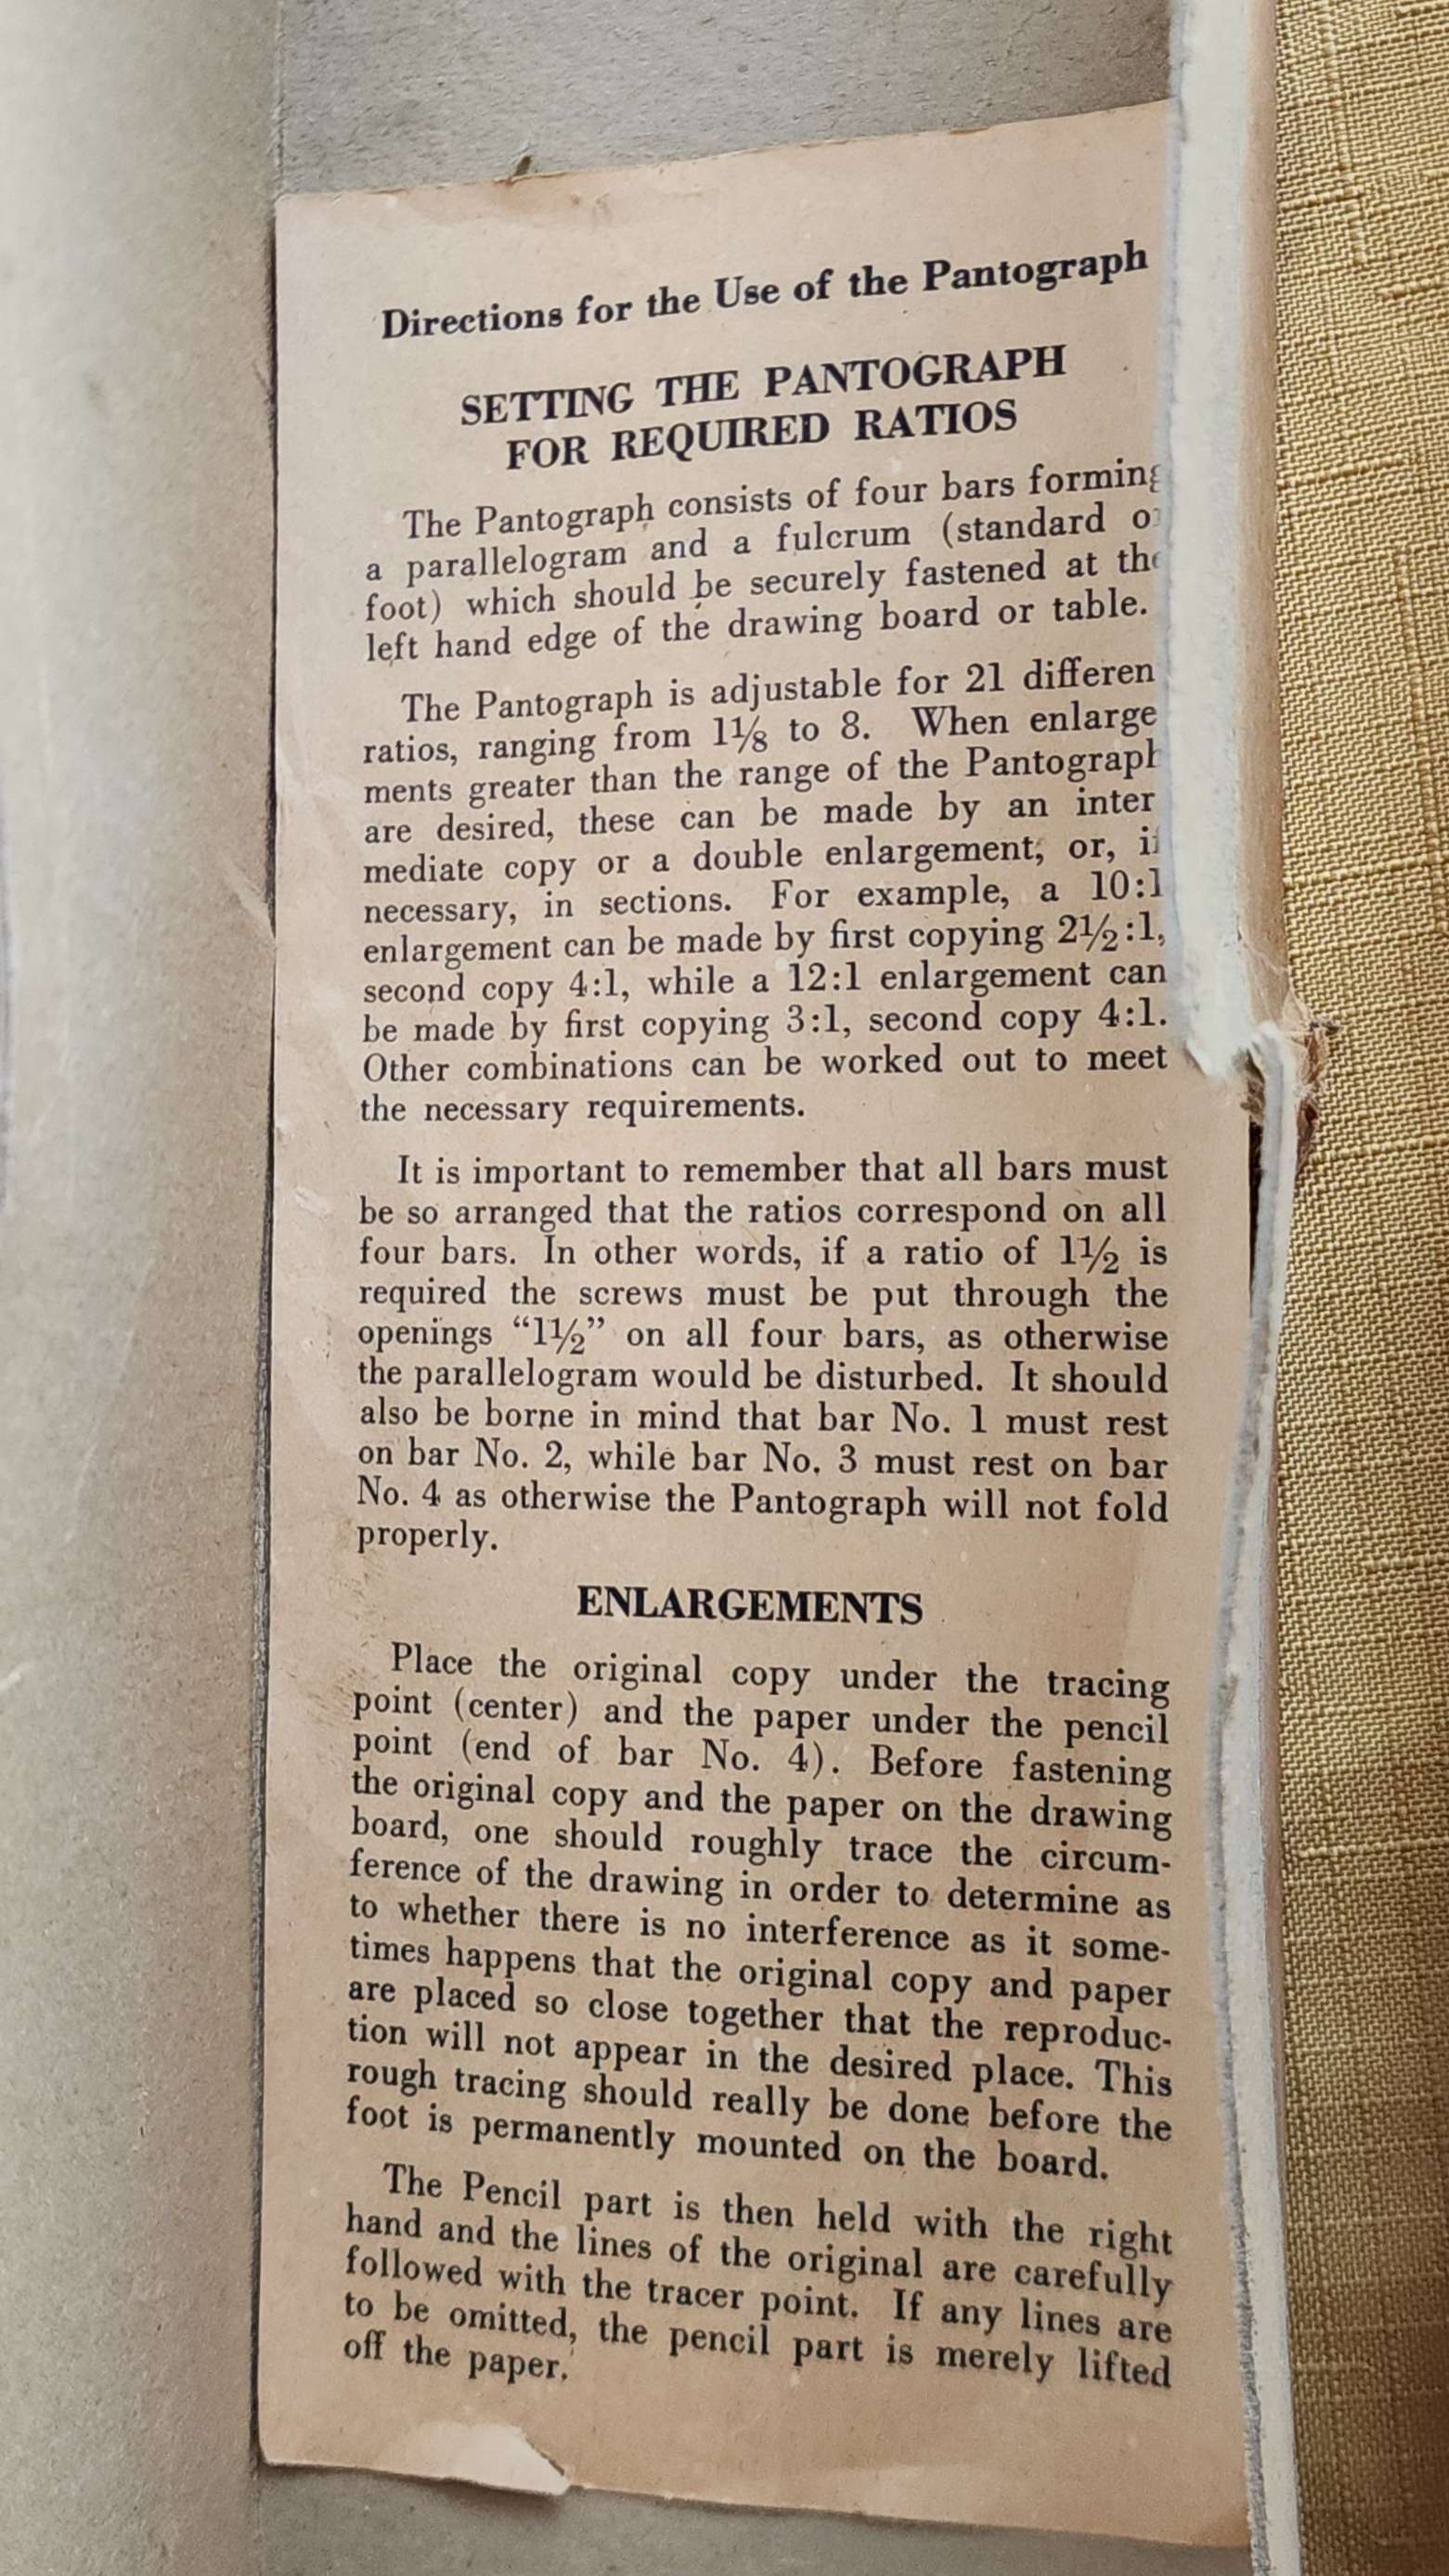 Directions for the Use of the Pantograph
SETTING THE PANTOGRAPH
FOR REQUIRED RATIOS
The Pantograph consists of four bars forming
a parallelogram and a fulcrum (standard or
foot) which should be securely fastened at the
left hand edge of the drawing board or table.
The Pantograph is adjustable for 21 differen
ratios, ranging from 1⅛ to 8. When enlarge
ments greater than the range of the Pantograph
are desired, these can be made by an inter
mediate copy or a double enlargement, or, if
necessary, in sections. For example, a 10:1
enlargement can be made by first copying 2½:1,
second copy 4:1, while a 12:1 enlargement can
be made by first copying 3:1, second copy 4:1.
Other combinations can be worked out to meet
the necessary requirements.
It is important to remember that all bars must
be so arranged that the ratios correspond on all
four bars. In other words, if a ratio of 1½ is
required the screws must be put through the
openings “1½” on all four bars, as otherwise
the parallelogram would be disturbed. It should
also be borne in mind that bar No. 1 must rest
on bar No. 2, while bar No. 3 must rest on bar
No. 4 as otherwise the Pantograph will not fold
properly.
ENLARGEMENTS
Place the original copy under the tracing
point (center) and the paper under the pencil
point (end of bar No. 4). Before fastening
the original copy and the paper on the drawing
board, one should roughly trace the circum-
ference of the drawing in order to determine as
to whether there is no interference as it some-
times happens that the original copy and paper
are placed so close together that the reproduc-
tion will not appear in the desired place. This
rough tracing should really be done before the
foot is permanently mounted on the board.
The Pencil part is then held with the right
hand and the lines of the original are carefully
followed with the tracer point. If any lines are
to be omitted, the pencil part is merely lifted
off the paper.